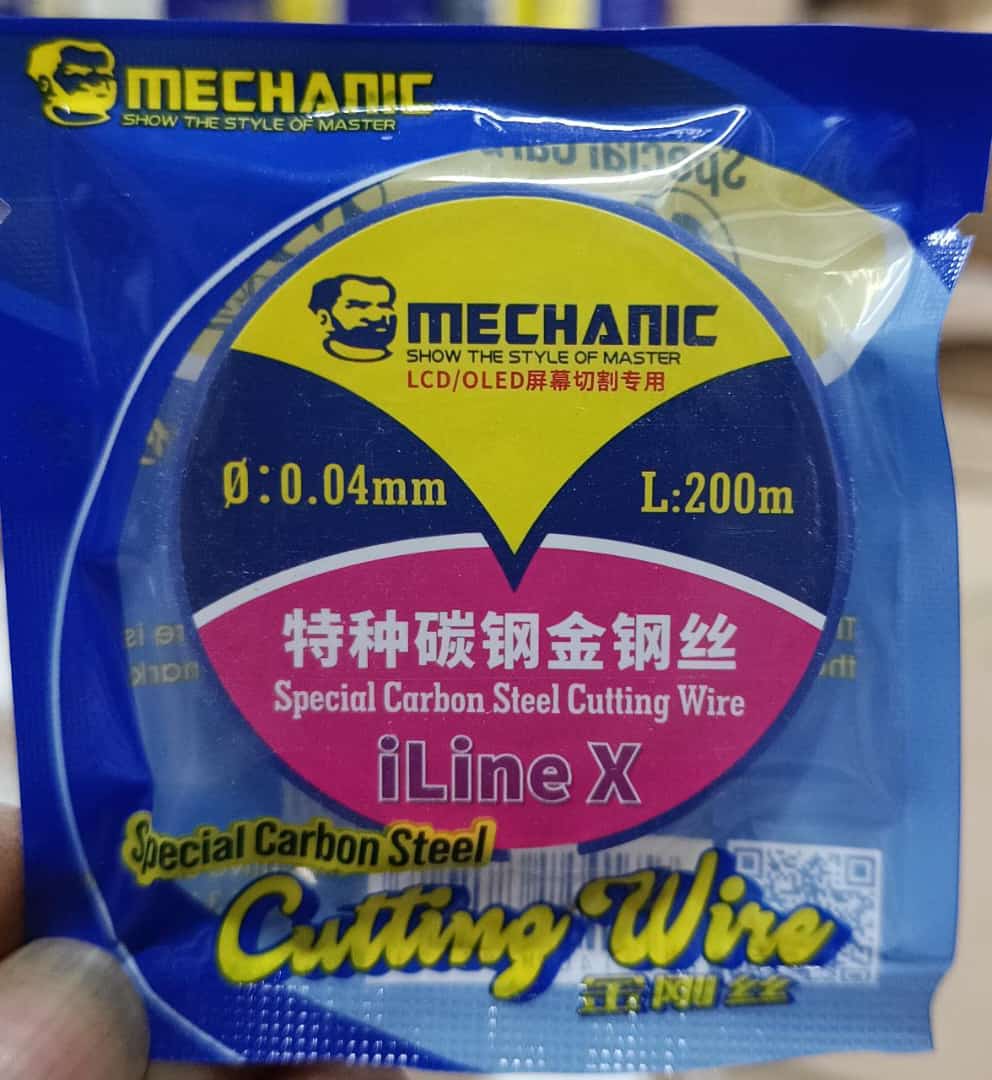 MECHANIC
SHOW THE STYLE OF MASTER
MECHANIC
SHOW THE STYLE OF MASTER
LCD/OLED屏幕切割专用
Ø:0.04mm
L:200m
特种碳钢金钢丝
Special Carbon Steel Cutting Wire
iLine X
Special Carbon Steel
Cutting Wire
金刚丝